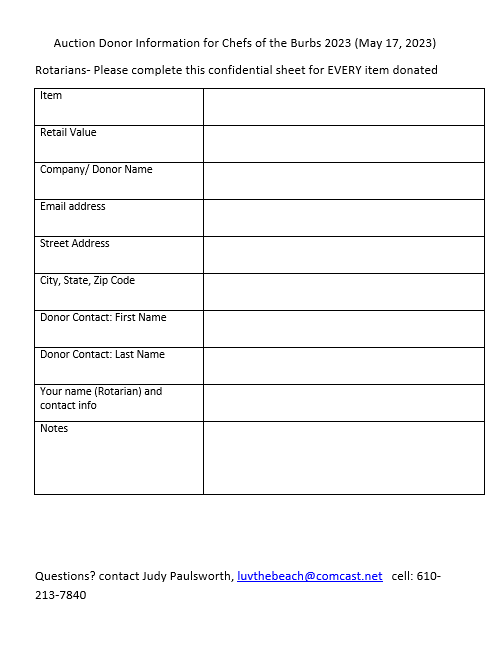 Auction Donor Information for Chefs of the Burbs 2023 (May 17, 2023)
Rotarians- Please complete this confidential sheet for EVERY item donated
Item
Retail Value
Company/ Donor Name
Email address
Street Address
City, State, Zip Code
Donor Contact: First Name
Donor Contact: Last Name
Your name (Rotarian) and
contact info
Notes
Questions? contact Judy Paulsworth, luvthebeach@comcast.net cell: 610-
213-7840